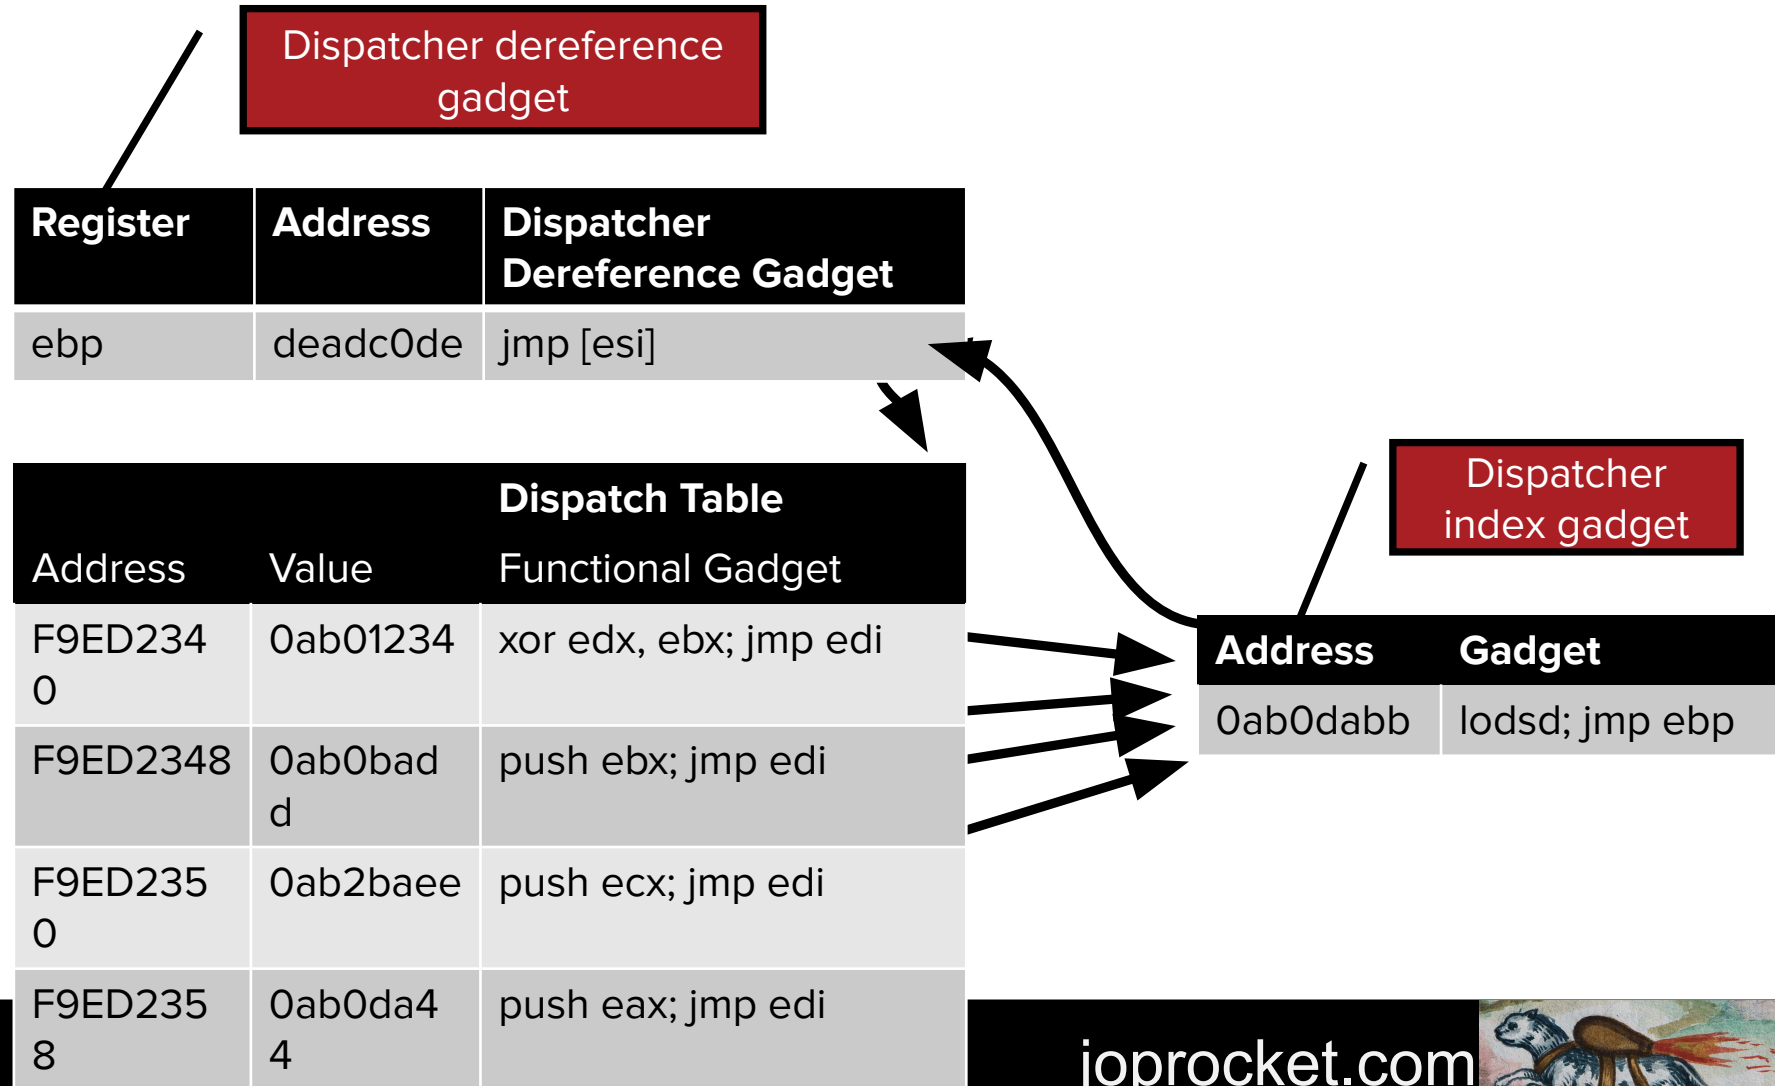 Dispatcher dereference
gadget
Register Address Dispatcher
Dereference Gadget
ebp deadc0de jmp [esi]
Dispatcher
index gadget
Dispatch Table
Address Value Functional Gadget
F9ED234 0ab01234 xor edx, ebx; jmp edi
0
F9ED2348 0ab0bad push ebx; jmp edi
d
F9ED235 0ab2baee push ecx; jmp edi
0
F9ED235 0ab0da4 push eax; jmp edi
8 4
Address Gadget
0ab0dabb lodsd; jmp ebp
joprocket.com